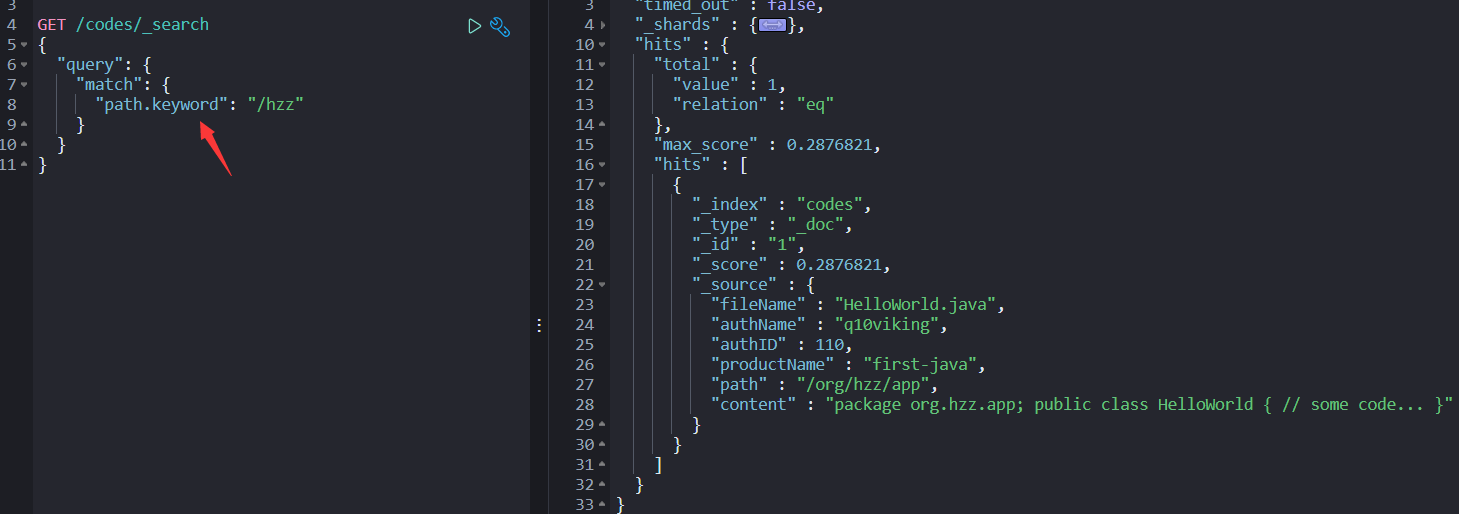 3
4 GET /codes/_search
5 {
6 "query": {
7 "match": {
8 "path.keyword": "/hzz"
9 }
10 }
11 }
3 "timed_out" : false,
4 "_shards" : {},
10 "hits" : {
11 "total" : {
12 "value" : 1,
13 "relation" : "eq"
14 },
15 "max_score" : 0.2876821,
16 "hits" : [
17 {
18 "_index" : "codes",
19 "_type" : "_doc",
20 "_id" : "1",
21 "_score" : 0.2876821,
22 "_source" : {
23 "fileName" : "HelloWorld.java",
24 "authName" : "q10viking",
25 "authID" : 110,
26 "productName" : "first-java",
27 "path" : "/org/hzz/app",
28 "content" : "package org.hzz.app; public class HelloWorld { // some code... }"
29 }
30 }
31 ]
32 }
33 }